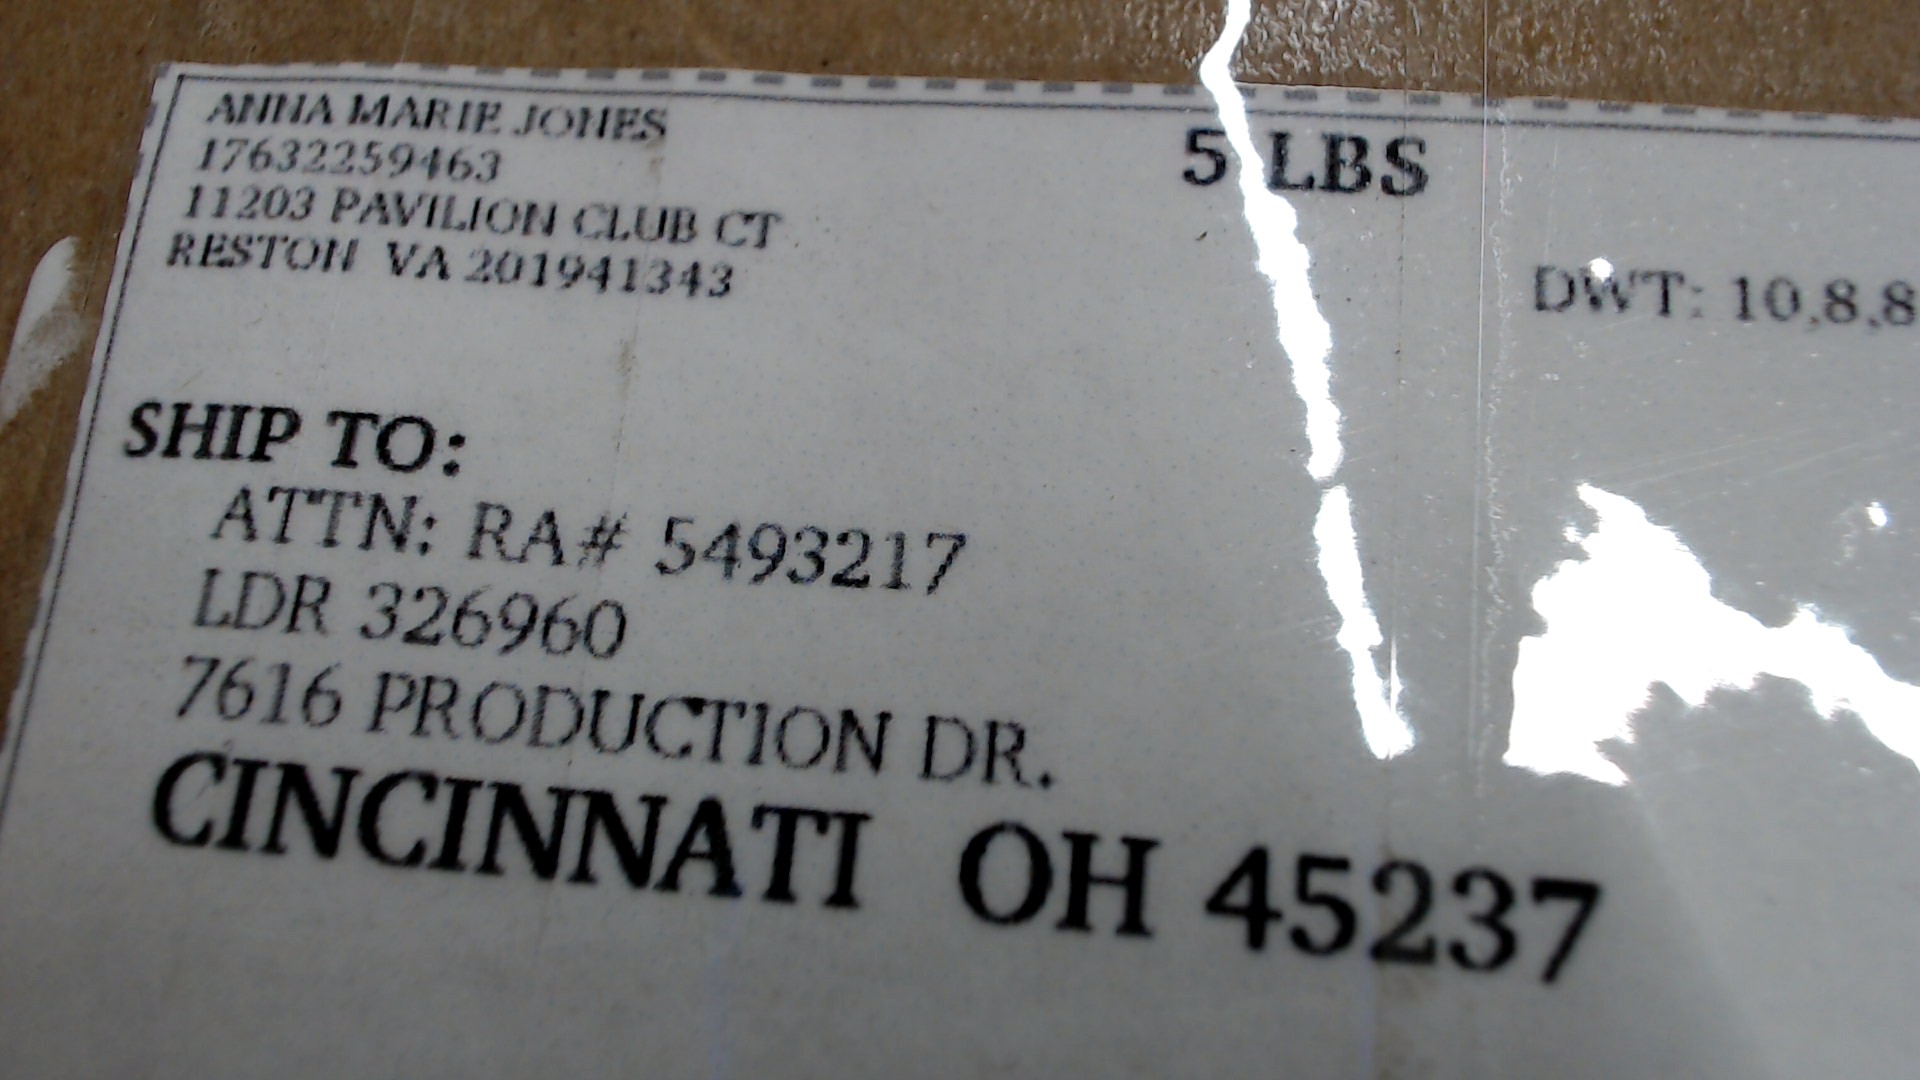 ANNA MARIE JONES
17632259463
11203 PAVILION CLUB CT
RESTON VA 201941343
5 LBS
DWT: 10,8,8
SHIP TO:
ATTN: RA# 5493217
LDR 326960
7616 PRODUCTION DR.
CINCINNATI OH 45237